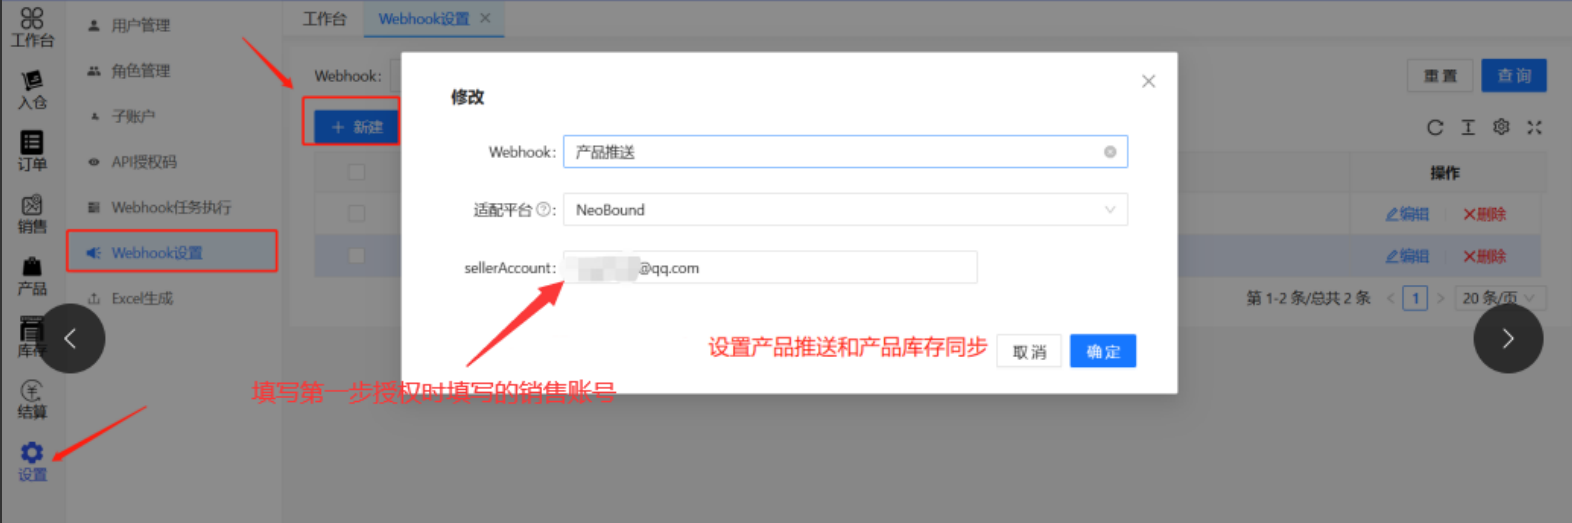 工作台
入仓
订单
销售
产品
库存
结算
设置
用户管理
角色管理
子账户
API授权码
Webhook任务执行
Webhook设置
Excel生成
工作台
Webhook设置
Webhook:
重 置
查 询
+ 新建
操作
编辑
删除
编辑
删除
第 1-2 条/总共 2 条
1
20 条/页
修改
Webhook:
产品推送
适配平台 :
NeoBound
sellerAccount:
@qq.com
设置产品推送和产品库存同步
取 消
确 定
填写第一步授权时填写的销售账号